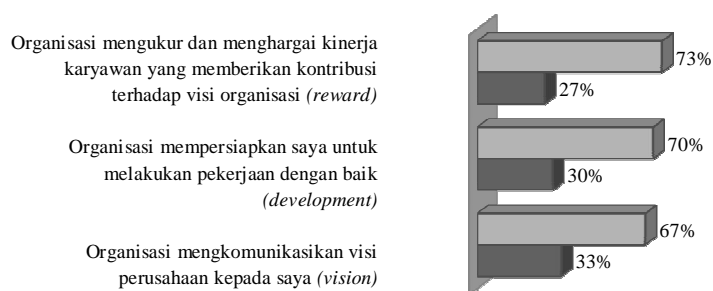 Organisasi mengukur dan menghargai kinerja
karyawan yang memberikan kontribusi
terhadap visi organisasi (reward)
73%
27%
Organisasi mempersiapkan saya untuk
melakukan pekerjaan dengan baik
(development)
70%
30%
Organisasi mengkomunikasikan visi
perusahaan kepada saya (vision)
67%
33%